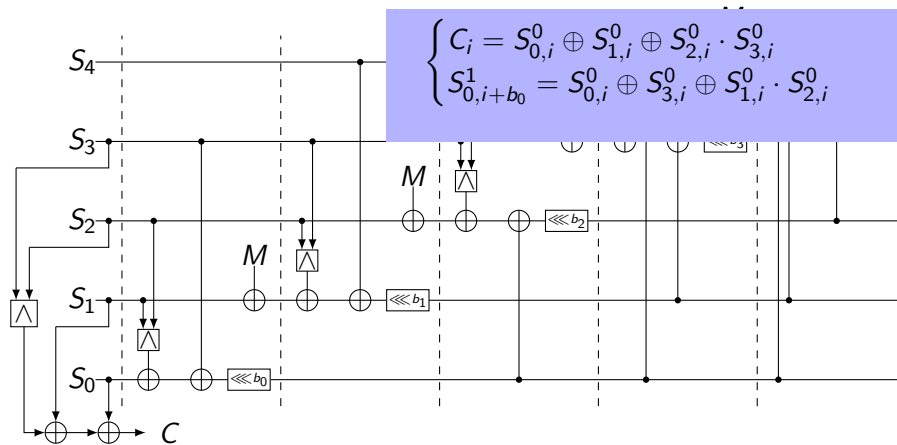 C_i = S^0_{0,i} ⊕ S^0_{1,i} ⊕ S^0_{2,i} · S^0_{3,i}
S^1_{0,i+b_0} = S^0_{0,i} ⊕ S^0_{3,i} ⊕ S^0_{1,i} · S^0_{2,i}
S_4
S_3
⋘ b_3
M
∧
S_2
⋘ b_2
M
∧
S_1
⋘ b_1
∧
∧
S_0
⋘ b_0
C